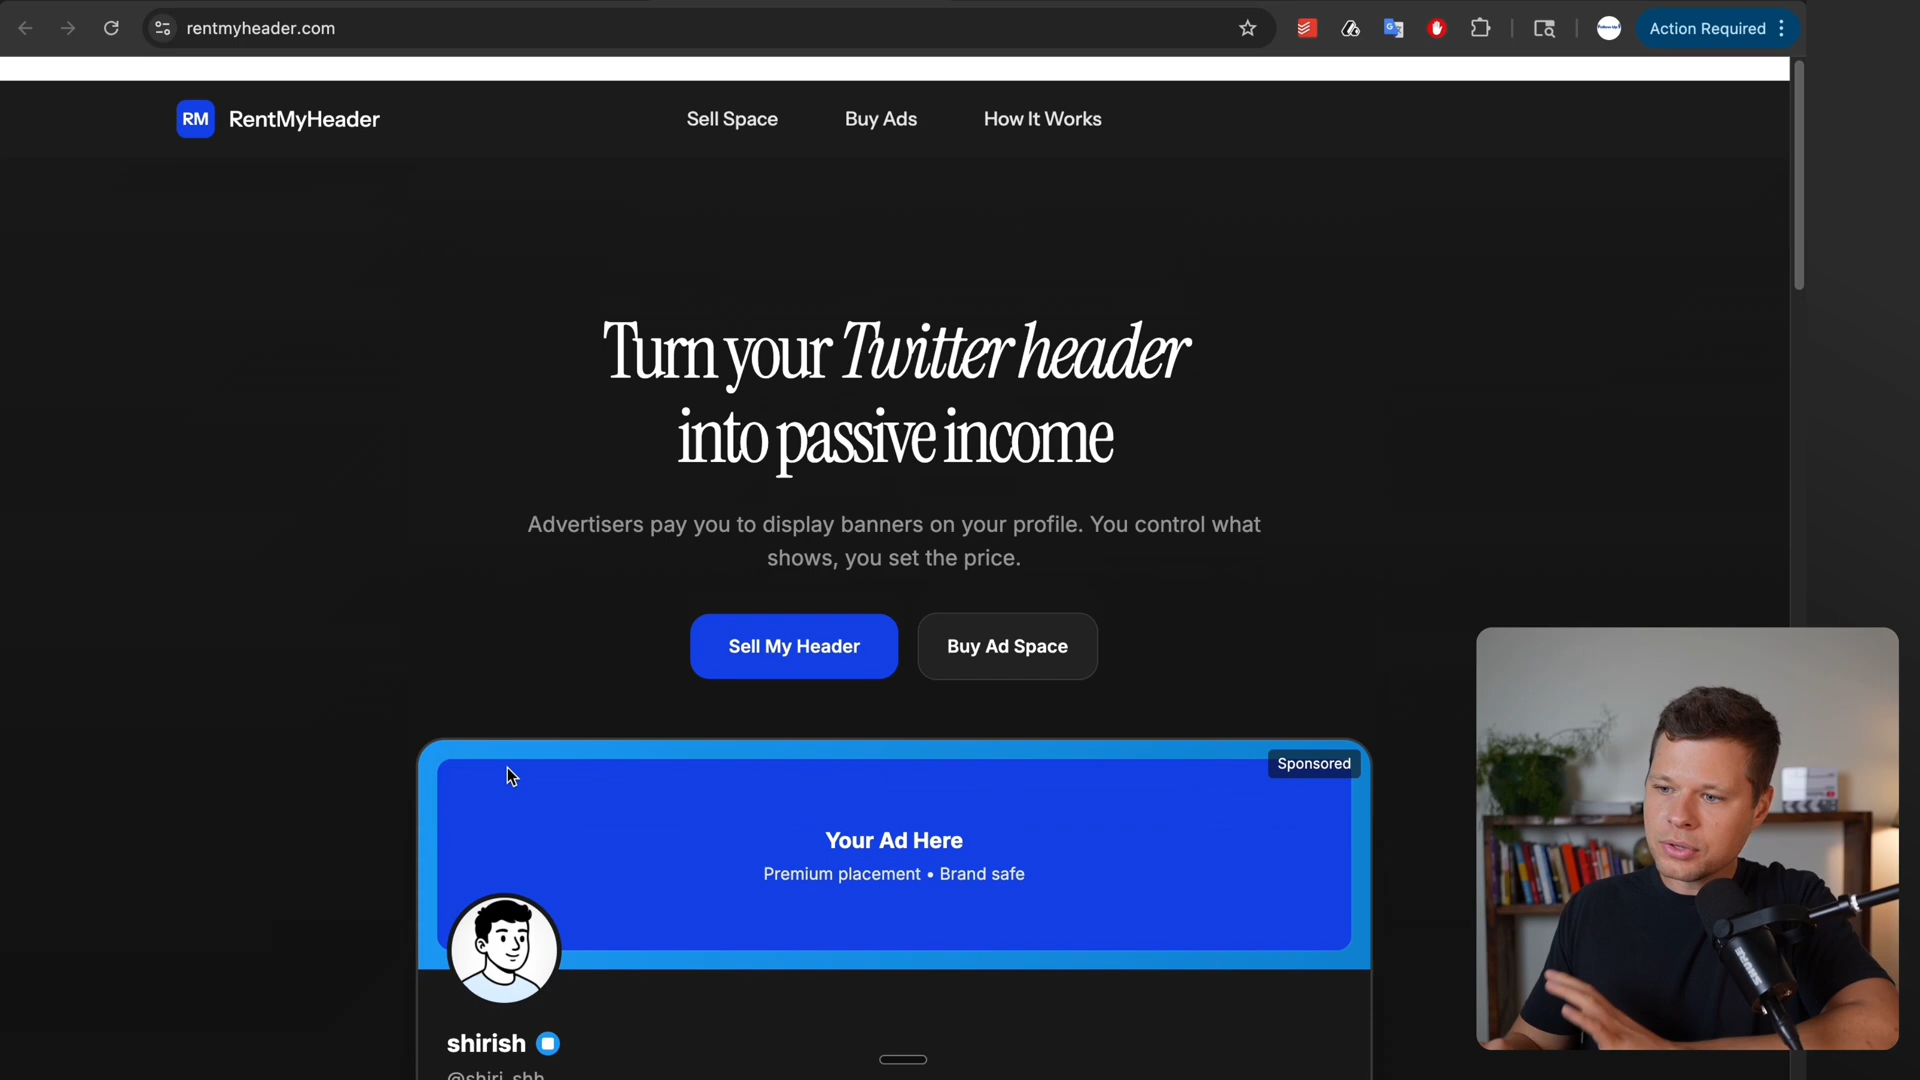 rentmyheader.com
Action Required
RM RentMyHeader
Sell Space
Buy Ads
How It Works
Turn your Twitter header
into passive income
Advertisers pay you to display banners on your profile. You control what
shows, you set the price.
Sell My Header
Buy Ad Space
Sponsored
Your Ad Here
Premium placement • Brand safe
shirish
@shiri_shh
SHURE